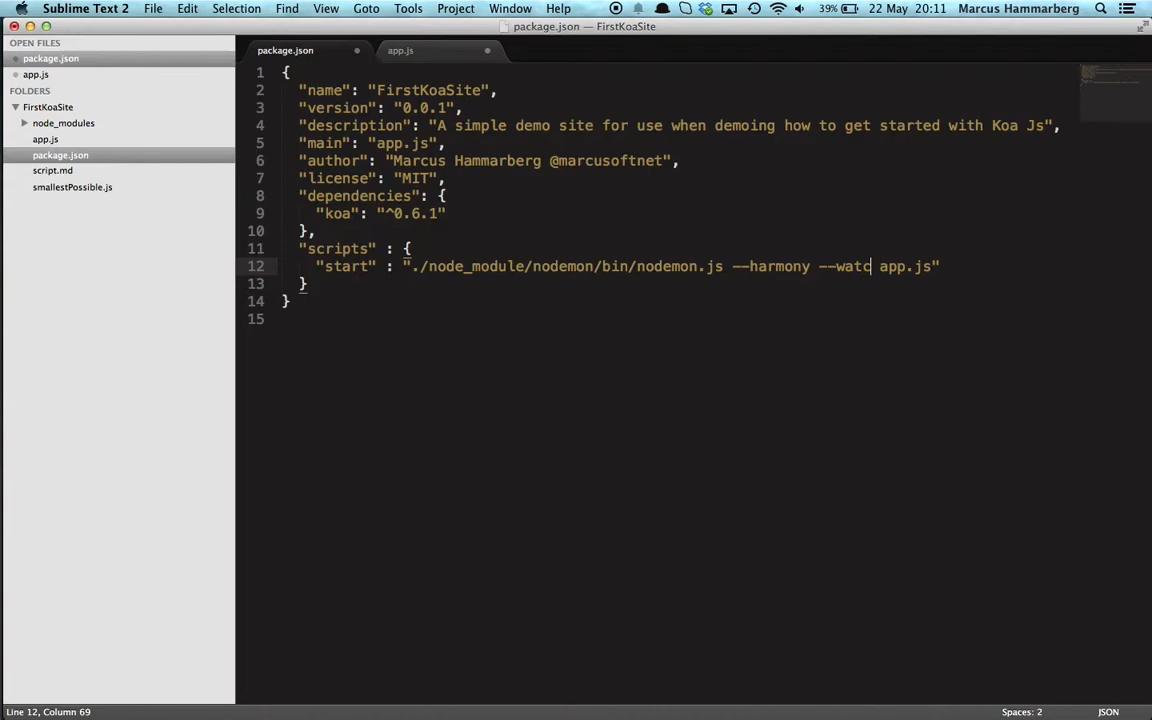 Sublime Text 2 File Edit Selection Find View Goto Tools Project Window Help 39% 22 May 20:11 Marcus Hammarberg
package.json — FirstKoaSite
OPEN FILES
package.json
app.js
FOLDERS
FirstKoaSite
node_modules
app.js
package.json
script.md
smallestPossible.js
package.json app.js
1 {
2 "name": "FirstKoaSite",
3 "version": "0.0.1",
4 "description": "A simple demo site for use when demoing how to get started with Koa Js",
5 "main": "app.js",
6 "author": "Marcus Hammarberg @marcusoftnet",
7 "license": "MIT",
8 "dependencies": {
9 "koa": "^0.6.1"
10 },
11 "scripts" : {
12 "start" : "./node_module/nodemon/bin/nodemon.js --harmony --watc app.js"
13 }
14 }
15
Line 12, Column 69 Spaces: 2 JSON